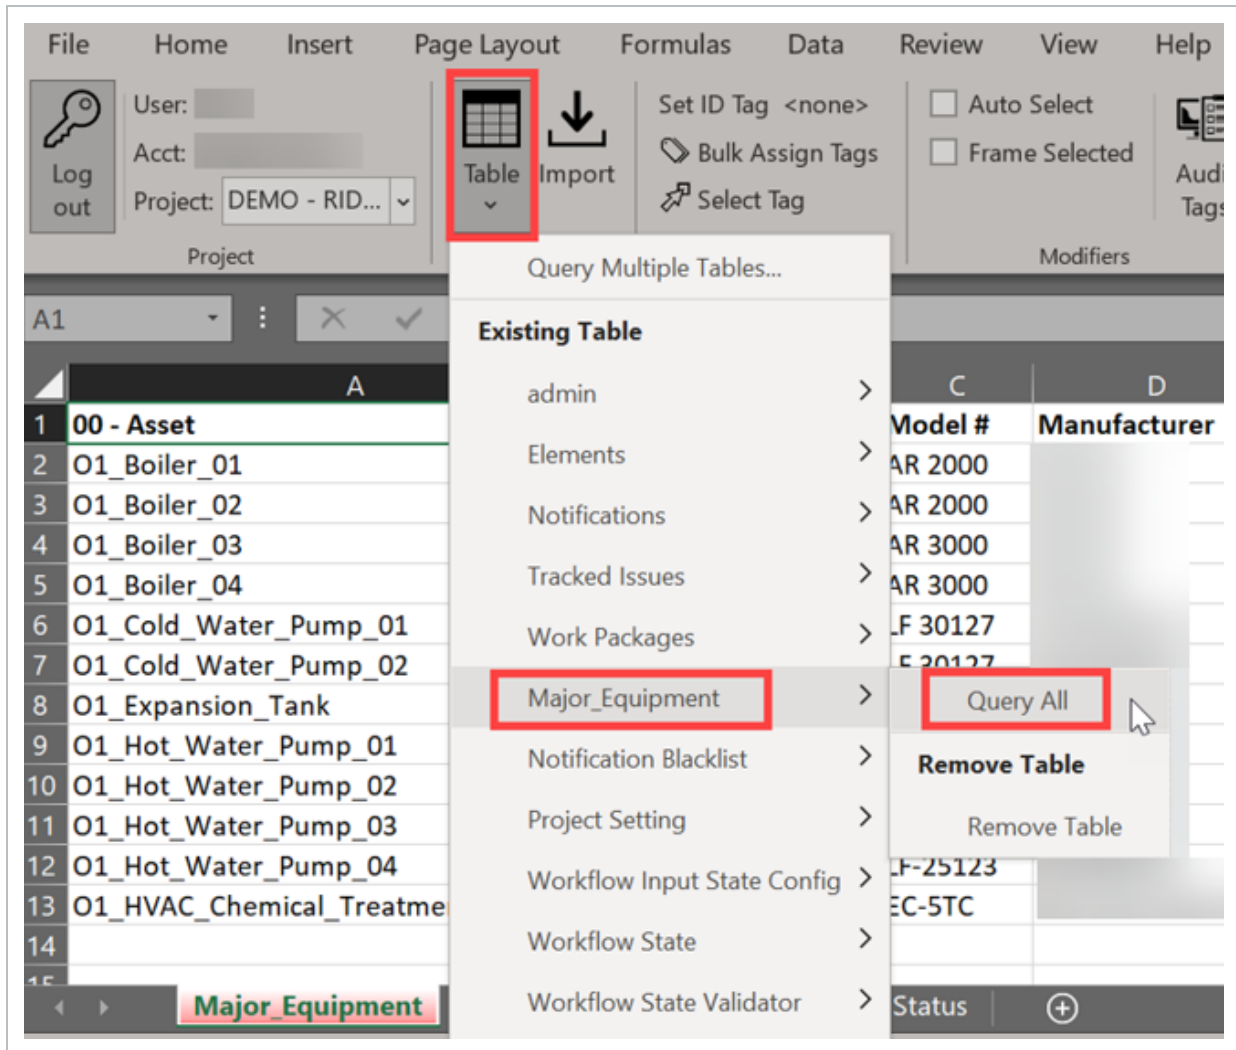 File Home Insert Page Layout Formulas Data Review View Help
Log out
User:
Acct:
Project: DEMO - RID...
Project
Table Import
Set ID Tag <none>
Bulk Assign Tags
Select Tag
Auto Select
Frame Selected
Tags
Modifiers
Query Multiple Tables...
Existing Table
admin
Elements
Notifications
Tracked Issues
Work Packages
Major_Equipment
Notification Blacklist
Project Setting
Workflow Input State Config
Workflow State
Workflow State Validator
Query All
Remove Table
Remove Table
A1
A C D
1 00 - Asset Model # Manufacturer
2 O1_Boiler_01 AR 2000
3 O1_Boiler_02 AR 2000
4 O1_Boiler_03 AR 3000
5 O1_Boiler_04 AR 3000
6 O1_Cold_Water_Pump_01 LF 30127
7 O1_Cold_Water_Pump_02 LF 30127
8 O1_Expansion_Tank
9 O1_Hot_Water_Pump_01
10 O1_Hot_Water_Pump_02
11 O1_Hot_Water_Pump_03
12 O1_Hot_Water_Pump_04 LF-25123
13 O1_HVAC_Chemical_Treatme EC-5TC
14
15
Major_Equipment Status